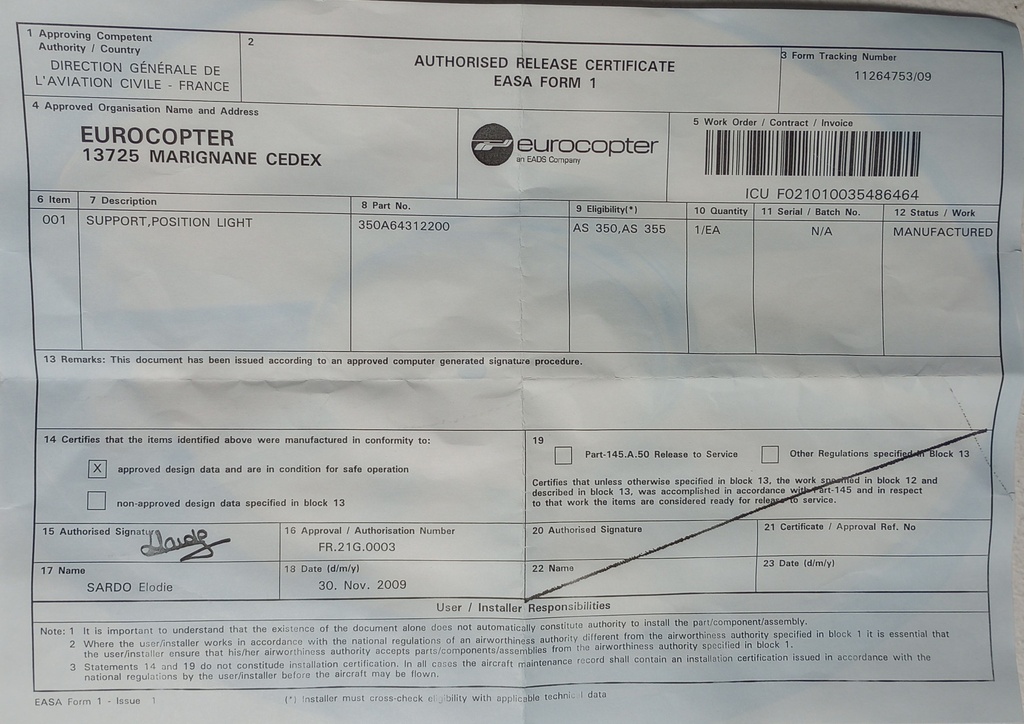 1 Approving Competent
Authority / Country
DIRECTION GÉNÉRALE DE
L'AVIATION CIVILE - FRANCE
2
AUTHORISED RELEASE CERTIFICATE
EASA FORM 1
3 Form Tracking Number
11264753/09
4 Approved Organisation Name and Address
EUROCOPTER
13725 MARIGNANE CEDEX
eurocopter
an EADS Company
5 Work Order / Contract / Invoice
ICU F021010035486464
6 Item 7 Description 8 Part No. 9 Eligibility(*) 10 Quantity 11 Serial / Batch No. 12 Status / Work
001 SUPPORT,POSITION LIGHT 350A64312200 AS 350,AS 355 1/EA N/A MANUFACTURED
13 Remarks: This document has been issued according to an approved computer generated signature procedure.
14 Certifies that the items identified above were manufactured in conformity to:
X approved design data and are in condition for safe operation
non-approved design data specified in block 13
19
Part-145.A.50 Release to Service Other Regulations specified in Block 13
Certifies that unless otherwise specified in block 13, the work specified in block 12 and
described in block 13, was accomplished in accordance with Part-145 and in respect
to that work the items are considered ready for release to service.
15 Authorised Signature
16 Approval / Authorisation Number
FR.21G.0003
20 Authorised Signature
21 Certificate / Approval Ref. No
17 Name
SARDO Elodie
18 Date (d/m/y)
30. Nov. 2009
22 Name
23 Date (d/m/y)
User / Installer Responsibilities
Note: 1 It is important to understand that the existence of the document alone does not automatically constitute authority to install the part/component/assembly.
2 Where the user/installer works in accordance with the national regulations of an airworthiness authority different from the airworthiness authority specified in block 1 it is essential that
the user/installer ensure that his/her airworthiness authority accepts parts/components/assemblies from the airworthiness authority specified in block 1.
3 Statements 14 and 19 do not constitude installation certification. In all cases the aircraft maintenance record shall contain an installation certification issued in accordance with the
national regulations by the user/installer before the aircraft may be flown.
EASA Form 1 - Issue 1
(*) Installer must cross-check eligibility with applicable technical data